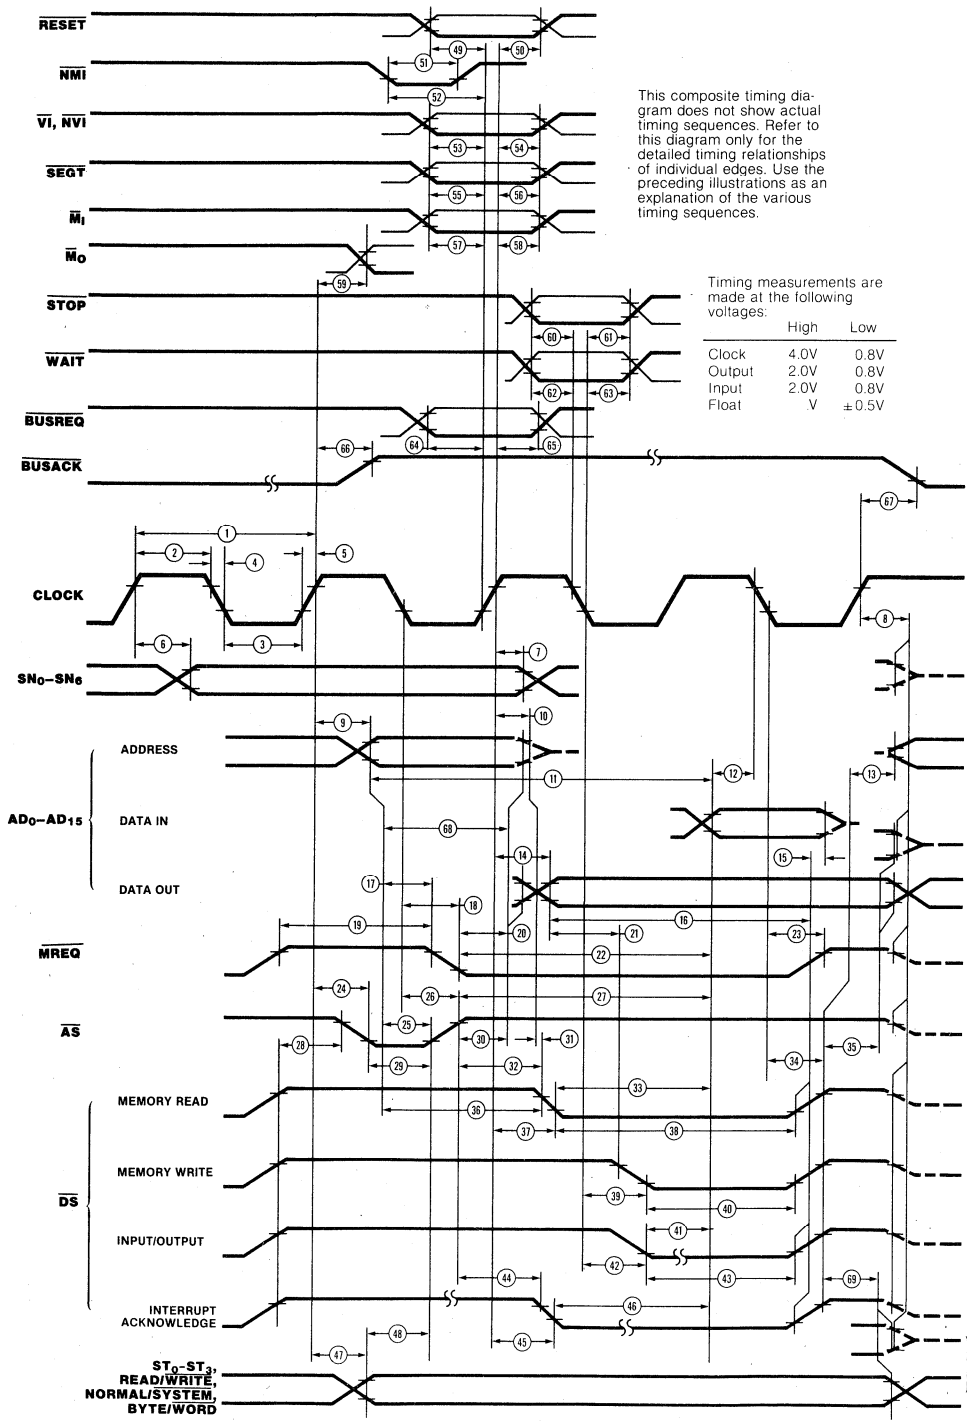 RESET
49
50
NMI
51
52
This composite timing dia-
gram does not show actual
timing sequences. Refer to
this diagram only for the
detailed timing relationships
of individual edges. Use the
preceding illustrations as an
explanation of the various
timing sequences.
VI, NVI
53
54
SEGT
55
56
MI
57
58
MO
59
STOP
60
61
Timing measurements are
made at the following
voltages:
High Low
Clock 4.0V 0.8V
Output 2.0V 0.8V
Input 2.0V 0.8V
Float .V ±0.5V
WAIT
62
63
BUSREQ
64
65
66
BUSACK
67
1
2
4
5
CLOCK
3
8
6
7
SN0–SN6
9
10
ADDRESS
11
12
13
AD0–AD15
DATA IN
68
14
15
17
DATA OUT
18
16
19
20
21
23
MREQ
22
24
26
27
25
AS
28
30
31
29
32
34
35
33
MEMORY READ
36
37
38
MEMORY WRITE
39
40
DS
41
INPUT/OUTPUT
42
44
43
69
46
INTERRUPT
ACKNOWLEDGE
48
45
47
ST0–ST3,
READ/WRITE,
NORMAL/SYSTEM,
BYTE/WORD